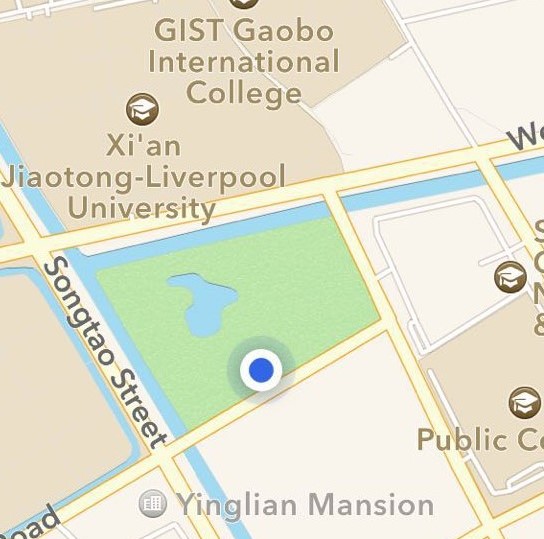 GIST Gaobo
International
College
Xi'an
Jiaotong-Liverpool
University
Songtao Street
Public Co
Yinglian Mansion